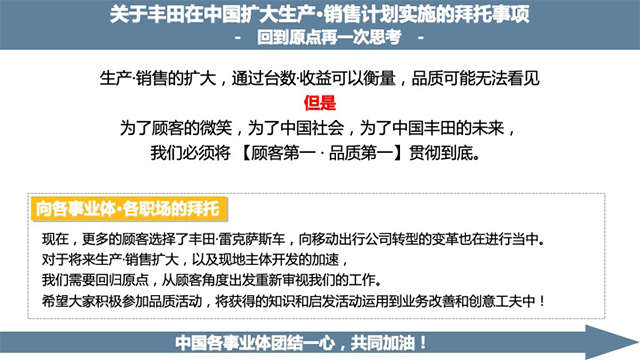 关于丰田在中国扩大生产·销售计划实施的拜托事项
- 回到原点再一次思考 -
生产·销售的扩大，通过台数·收益可以衡量，品质可能无法看见
但是
为了顾客的微笑，为了中国社会，为了中国丰田的未来，
我们必须将 【顾客第一 · 品质第一】贯彻到底。
向各事业体·各职场的拜托
现在，更多的顾客选择了丰田·雷克萨斯车，向移动出行公司转型的变革也在进行当中。
对于将来生产·销售扩大，以及现地主体开发的加速，
我们需要回归原点，从顾客角度出发重新审视我们的工作。
希望大家积极参加品质活动，将获得的知识和启发活动运用到业务改善和创意工夫中！
中国各事业体团结一心，共同加油！